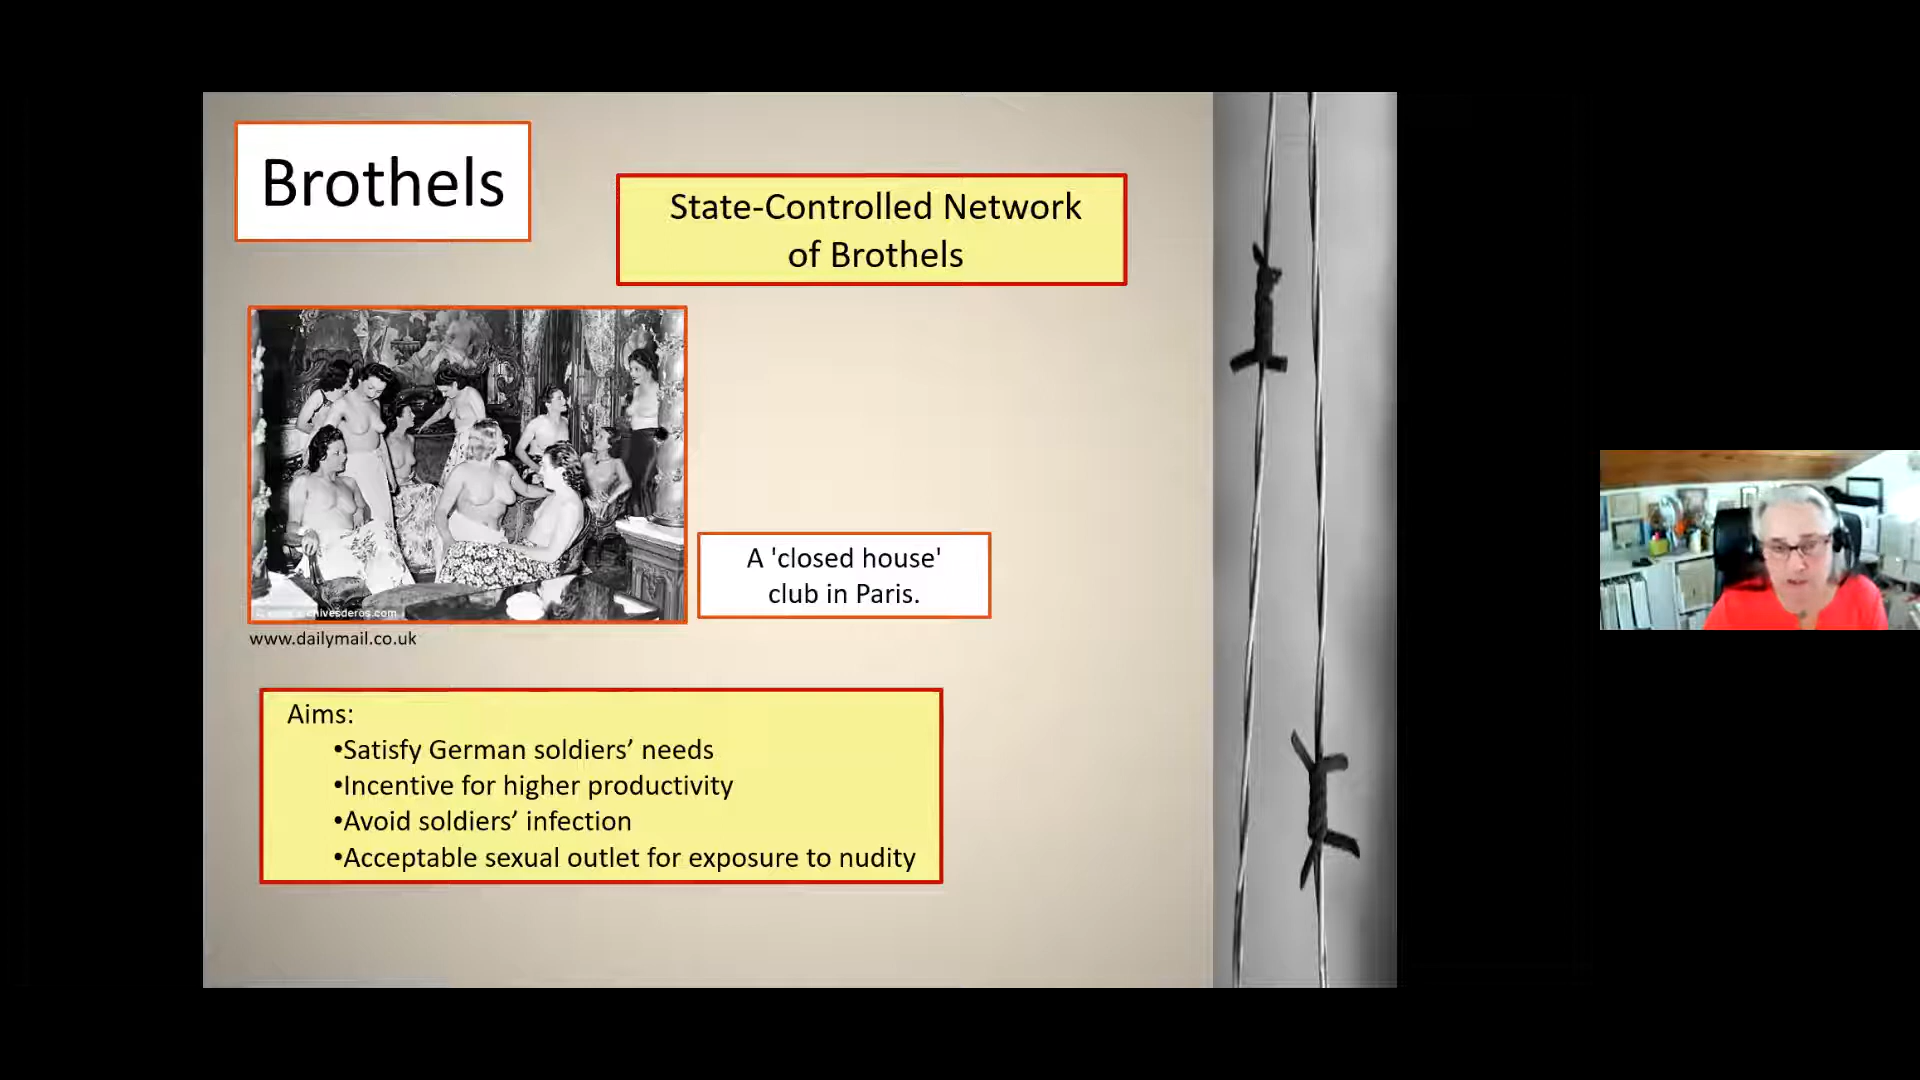 Brothels
State-Controlled Network
of Brothels
A 'closed house'
club in Paris.
www.dailymail.co.uk
Aims:
•Satisfy German soldiers’ needs
•Incentive for higher productivity
•Avoid soldiers’ infection
•Acceptable sexual outlet for exposure to nudity